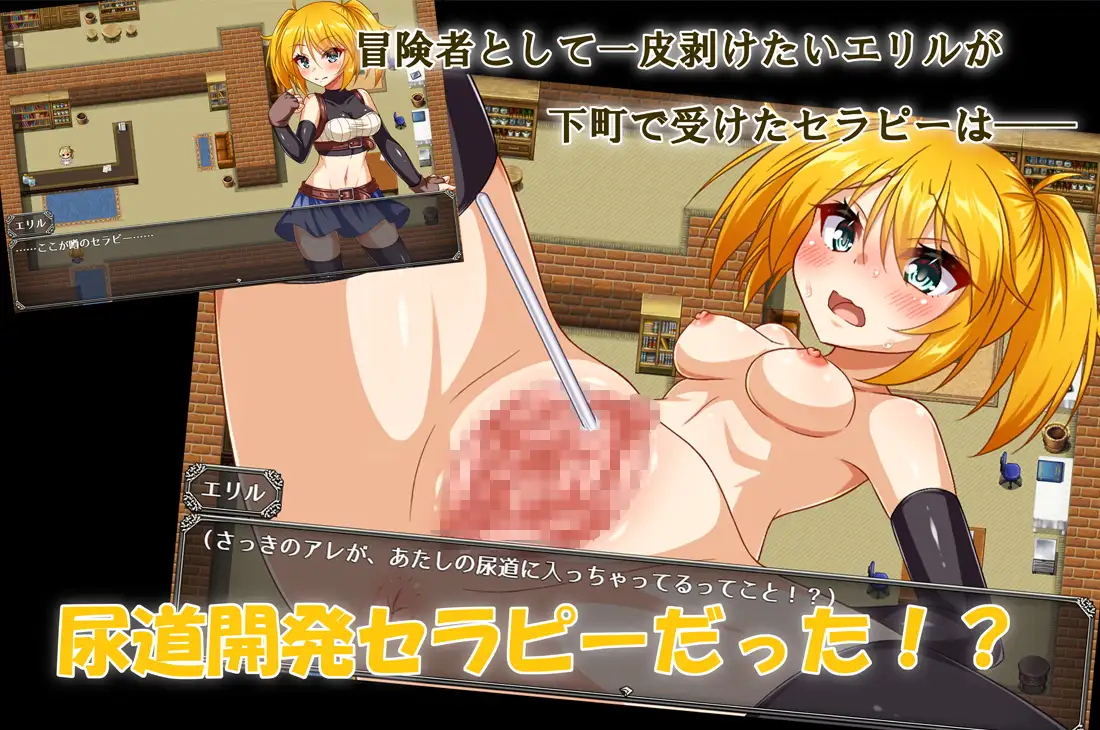 冒険者として一皮剥けたいエリルが
下町で受けたセラピーは――
エリル
……ここが噂のセラピー……
エリル
（さっきのアレが、あたしの尿道に入っちゃってるってこと！？）
尿道開発セラピーだった！？